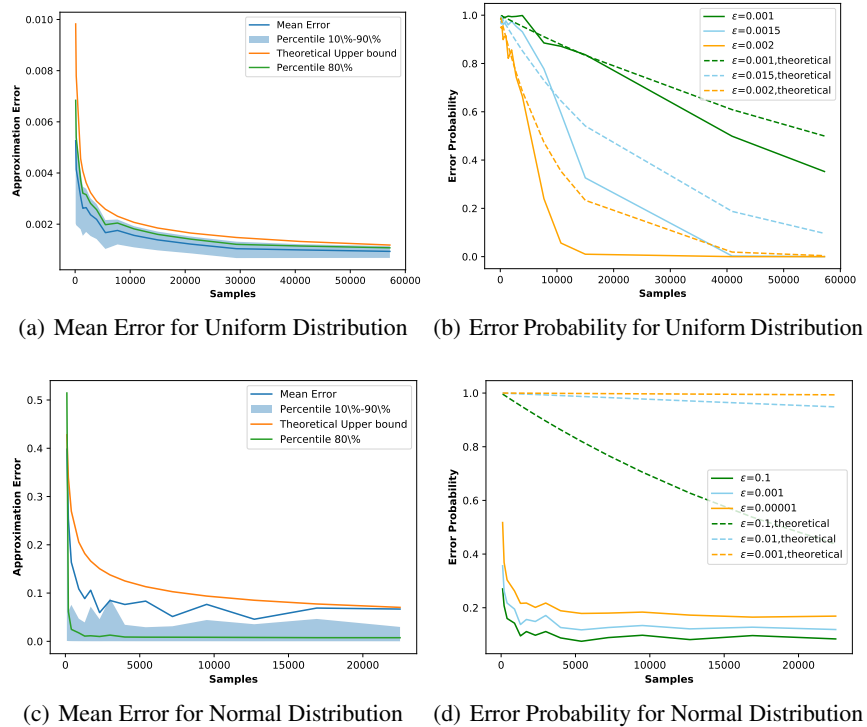 Mean Error
Percentile 10\%-90\%
Theoretical Upper bound
Percentile 80\%
0.010
0.008
0.006
0.004
0.002
Approximation Error
0 10000 20000 30000 40000 50000 60000
Samples
(a) Mean Error for Uniform Distribution
ε=0.001
ε=0.0015
ε=0.002
ε=0.001,theoretical
ε=0.015,theoretical
ε=0.002,theoretical
1.0
0.8
0.6
0.4
0.2
0.0
Error Probability
0 10000 20000 30000 40000 50000 60000
Samples
(b) Error Probability for Uniform Distribution
Mean Error
Percentile 10\%-90\%
Theoretical Upper bound
Percentile 80\%
0.5
0.4
0.3
0.2
0.1
0.0
Approximation Error
0 5000 10000 15000 20000
Samples
(c) Mean Error for Normal Distribution
ε=0.1
ε=0.001
ε=0.00001
ε=0.1,theoretical
ε=0.01,theoretical
ε=0.001,theoretical
1.0
0.8
0.6
0.4
0.2
Error Probability
0 5000 10000 15000 20000
Samples
(d) Error Probability for Normal Distribution